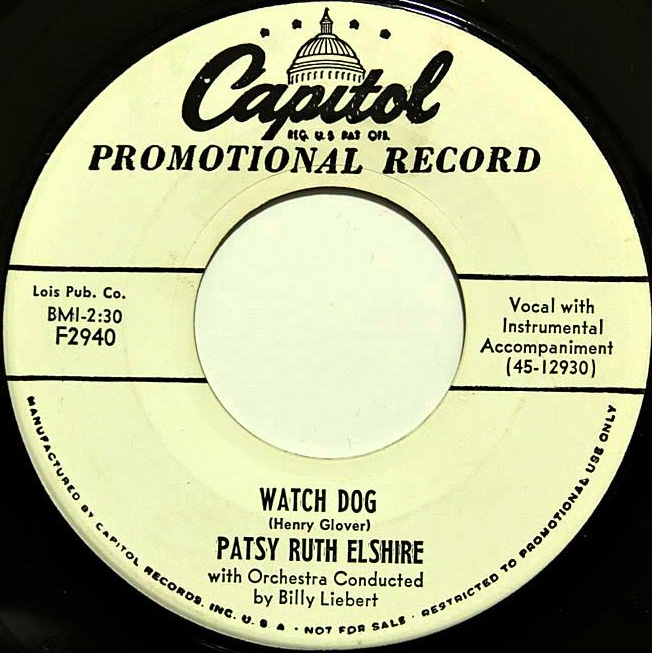 Capitol
REG. U.S. PAT. OFF.
PROMOTIONAL RECORD
Lois Pub. Co.
BMI-2:30
F2940
Vocal with
Instrumental
Accompaniment
(45-12930)
WATCH DOG
(Henry Glover)
PATSY RUTH ELSHIRE
with Orchestra Conducted
by Billy Liebert
MANUFACTURED BY CAPITOL RECORDS, INC. U. S. A. · NOT FOR SALE · RESTRICTED TO PROMOTIONAL USE ONLY